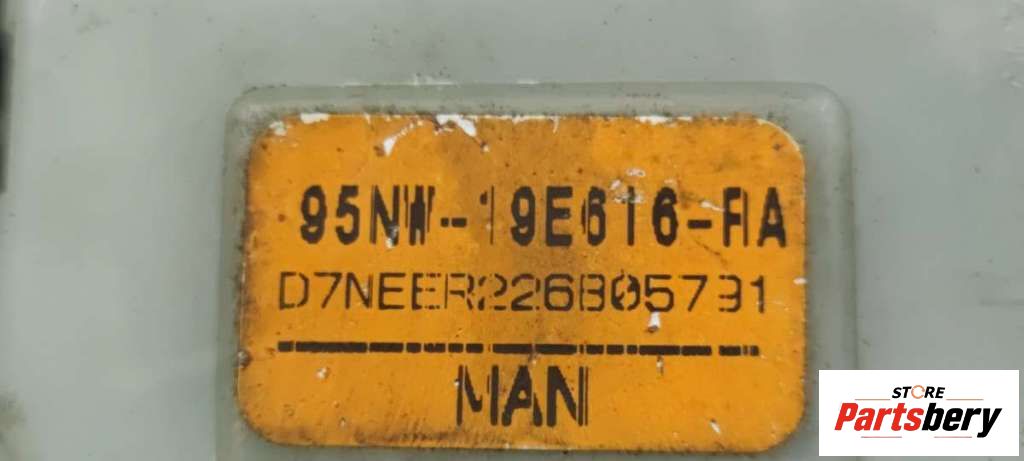 95NW-19E616-AA
D7NEER226805731
MAN
STORE
Partsbery